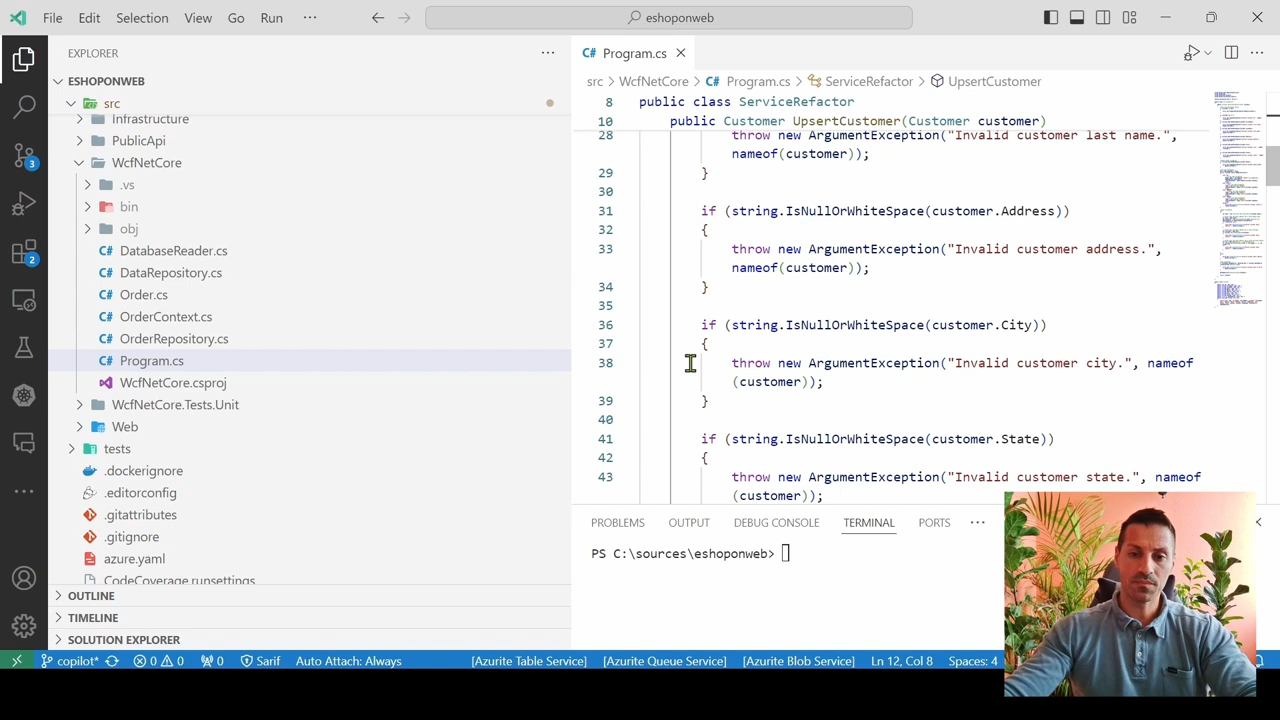 File Edit Selection View Go Run ··· eshoponweb
EXPLORER ···
ESHOPONWEB
src
Infrastructure
PublicApi
WcfNetCore
.vs
bin
obj
DatabaseReader.cs
DataRepository.cs
Order.cs
OrderContext.cs
OrderRepository.cs
Program.cs
WcfNetCore.csproj
WcfNetCore.Tests.Unit
Web
tests
.dockerignore
.editorconfig
.gitattributes
.gitignore
azure.yaml
CodeCoverage.runsettings
OUTLINE
TIMELINE
SOLUTION EXPLORER
3
2
C# Program.cs
src > WcfNetCore > C# Program.cs > ServiceRefactor > UpsertCustomer
8 public class ServiceRefactor
public Customer UpsertCustomer(Customer customer)
28 throw new ArgumentException("Invalid customer last name.",
nameof(customer));
29 }
30
31 if (string.IsNullOrWhiteSpace(customer.Address))
32 {
33 throw new ArgumentException("Invalid customer address.",
nameof(customer));
34 }
35
36 if (string.IsNullOrWhiteSpace(customer.City))
37 {
38 throw new ArgumentException("Invalid customer city.", nameof
(customer));
39 }
40
41 if (string.IsNullOrWhiteSpace(customer.State))
42 {
43 throw new ArgumentException("Invalid customer state.", nameof
(customer));
PROBLEMS OUTPUT DEBUG CONSOLE TERMINAL PORTS ···
PS C:\sources\eshoponweb>
copilot* 0 0 0 Sarif Auto Attach: Always [Azurite Table Service] [Azurite Queue Service] [Azurite Blob Service] Ln 12, Col 8 Spaces: 4